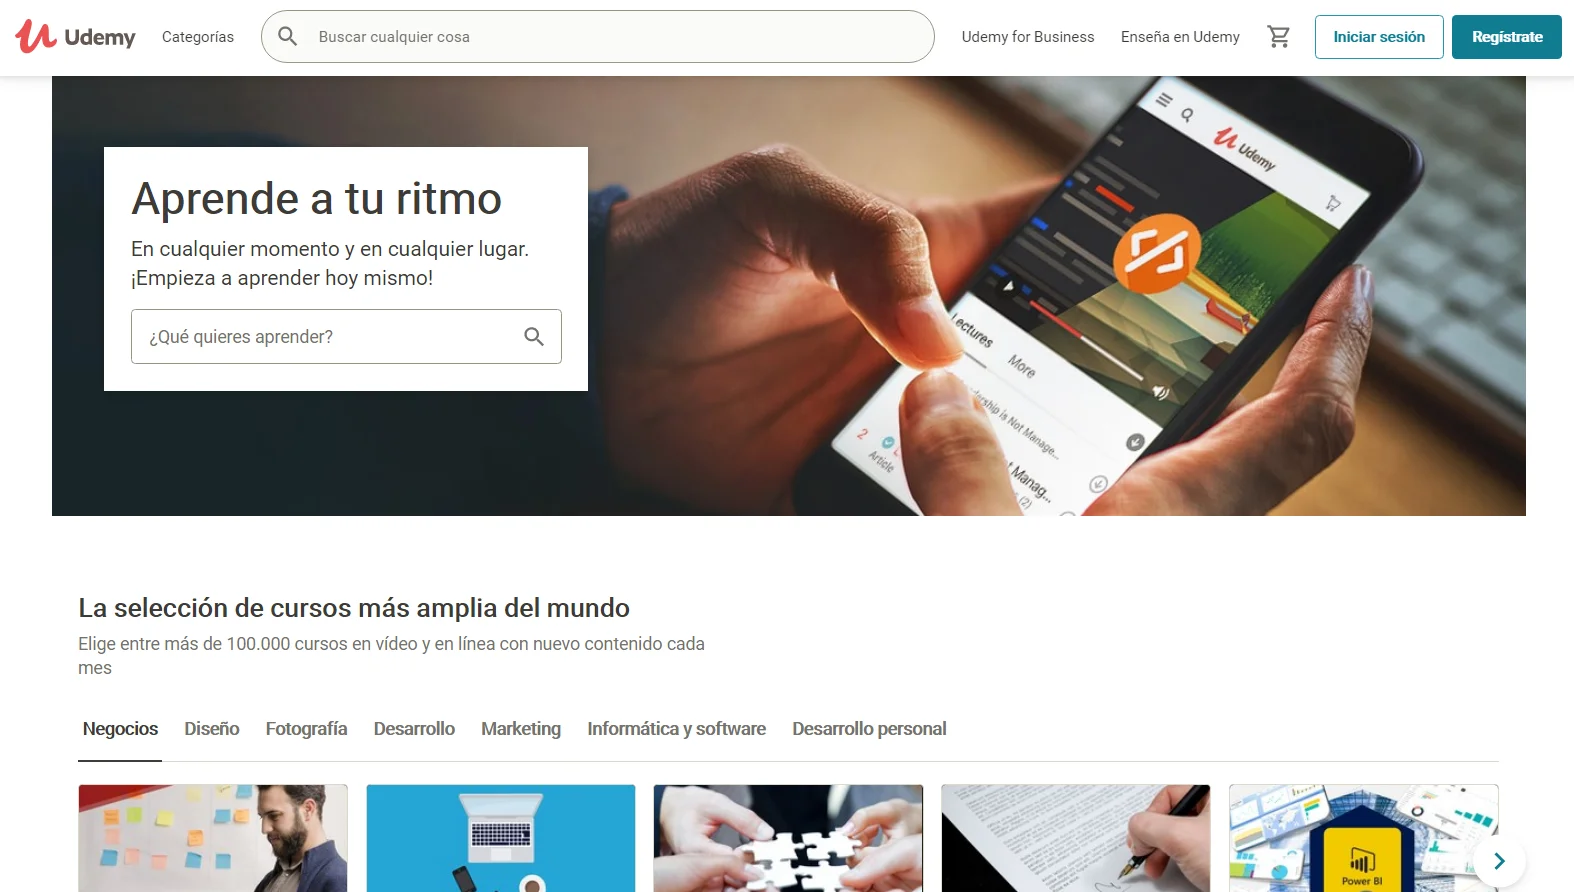 Udemy
Categorías
Buscar cualquier cosa
Udemy for Business
Enseña en Udemy
Iniciar sesión
Regístrate
Aprende a tu ritmo
En cualquier momento y en cualquier lugar.
¡Empieza a aprender hoy mismo!
¿Qué quieres aprender?
Udemy
Lectures
More
2
Article
La selección de cursos más amplia del mundo
Elige entre más de 100.000 cursos en vídeo y en línea con nuevo contenido cada
mes
Negocios
Diseño
Fotografía
Desarrollo
Marketing
Informática y software
Desarrollo personal
Power BI